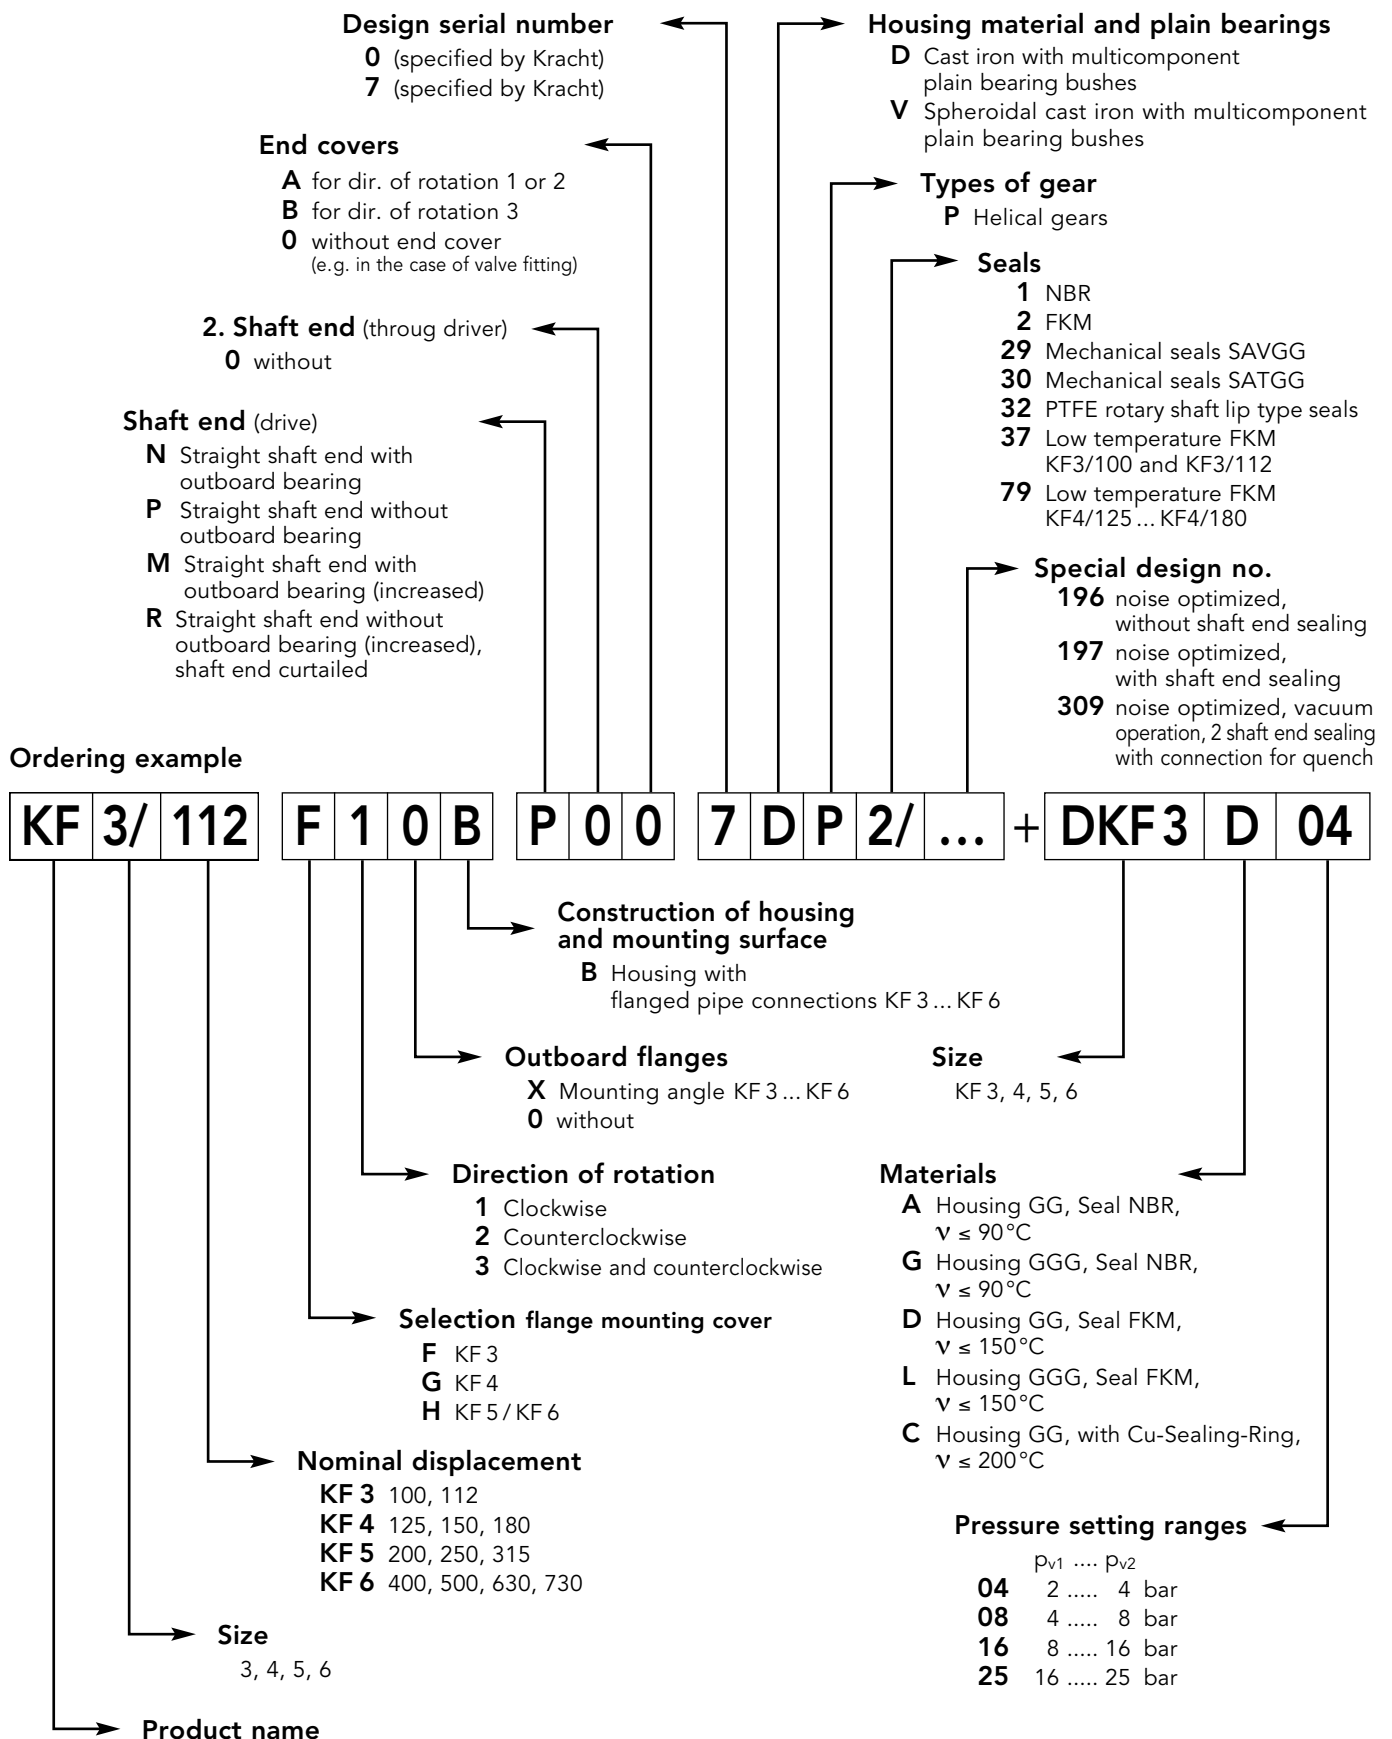 Design serial number
0 (specified by Kracht)
7 (specified by Kracht)
End covers
A for dir. of rotation 1 or 2
B for dir. of rotation 3
0 without end cover
(e.g. in the case of valve fitting)
2. Shaft end (throug driver)
0 without
Shaft end (drive)
N Straight shaft end with
outboard bearing
P Straight shaft end without
outboard bearing
M Straight shaft end with
outboard bearing (increased)
R Straight shaft end without
outboard bearing (increased),
shaft end curtailed
Housing material and plain bearings
D Cast iron with multicomponent
plain bearing bushes
V Spheroidal cast iron with multicomponent
plain bearing bushes
Types of gear
P Helical gears
Seals
1 NBR
2 FKM
29 Mechanical seals SAVGG
30 Mechanical seals SATGG
32 PTFE rotary shaft lip type seals
37 Low temperature FKM
KF3/100 and KF3/112
79 Low temperature FKM
KF4/125 ... KF4/180
Special design no.
196 noise optimized,
without shaft end sealing
197 noise optimized,
with shaft end sealing
309 noise optimized, vacuum
operation, 2 shaft end sealing
with connection for quench
Ordering example
KF 3/ 112 F 1 0 B P 0 0 7 D P 2/ ... + DKF 3 D 04
Construction of housing
and mounting surface
B Housing with
flanged pipe connections KF 3 ... KF 6
Outboard flanges
X Mounting angle KF 3 ... KF 6
0 without
Direction of rotation
1 Clockwise
2 Counterclockwise
3 Clockwise and counterclockwise
Selection flange mounting cover
F KF 3
G KF 4
H KF 5 / KF 6
Nominal displacement
KF 3 100, 112
KF 4 125, 150, 180
KF 5 200, 250, 315
KF 6 400, 500, 630, 730
Size
3, 4, 5, 6
Product name
Size
KF 3, 4, 5, 6
Materials
A Housing GG, Seal NBR,
ν ≤ 90 °C
G Housing GGG, Seal NBR,
ν ≤ 90 °C
D Housing GG, Seal FKM,
ν ≤ 150 °C
L Housing GGG, Seal FKM,
ν ≤ 150 °C
C Housing GG, with Cu-Sealing-Ring,
ν ≤ 200 °C
Pressure setting ranges
pv1 .... pv2
04 2 ..... 4 bar
08 4 ..... 8 bar
16 8 ..... 16 bar
25 16 ..... 25 bar